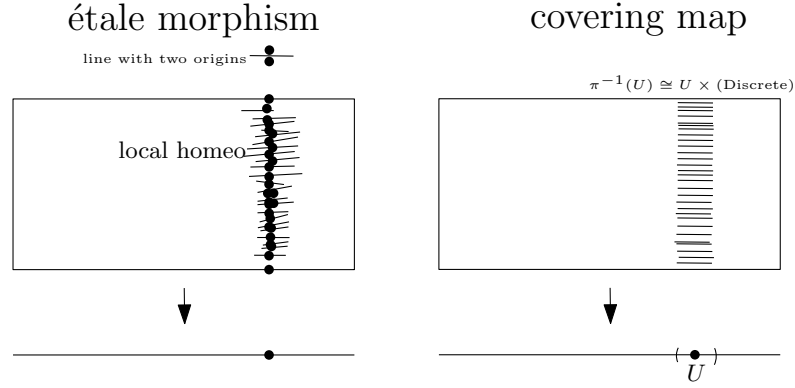 étale morphism
line with two origins
local homeo
covering map
π⁻¹(U) ≅ U × (Discrete)
( )
U